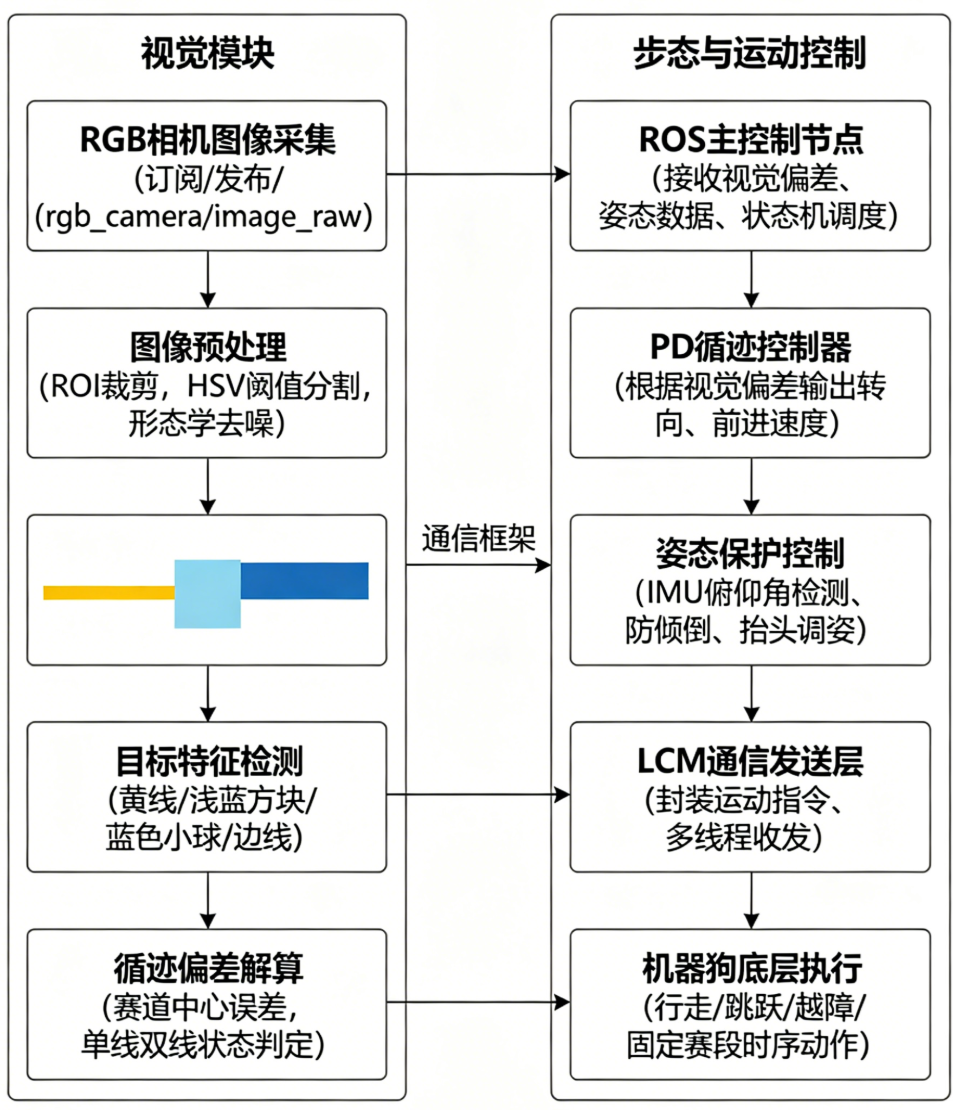 视觉模块
RGB相机图像采集
(订阅/发布/
(rgb_camera/image_raw)
图像预处理
(ROI裁剪，HSV阈值分割，
形态学去噪)
目标特征检测
(黄线/浅蓝方块/
蓝色小球/边线)
循迹偏差解算
(赛道中心误差，
单线双线状态判定)
通信框架
步态与运动控制
ROS主控制节点
(接收视觉偏差、
姿态数据、状态机调度)
PD循迹控制器
(根据视觉偏差输出转
向、前进速度)
姿态保护控制
(IMU俯仰角检测、
防倾倒、抬头调姿)
LCM通信发送层
(封装运动指令、
多线程收发)
机器狗底层执行
(行走/跳跃/越障/
固定赛段时序动作)